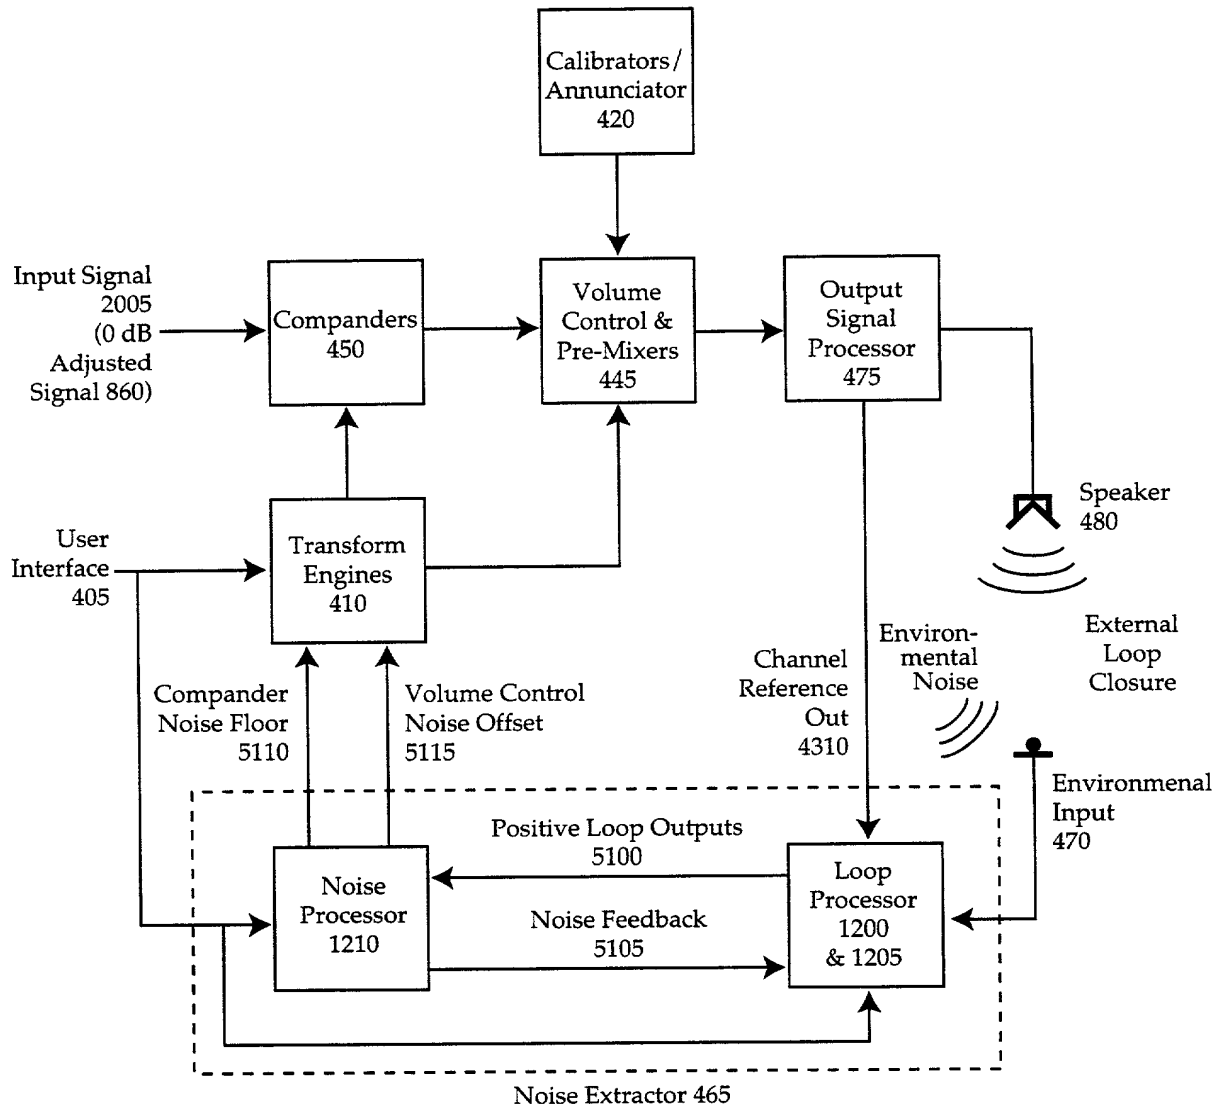 Calibrators/
Annunciator
420
Input Signal
2005
(0 dB
Adjusted
Signal 860)
Companders
450
Volume
Control &
Pre-Mixers
445
Output
Signal
Processor
475
User
Interface
405
Transform
Engines
410
Speaker
480
Environ-
mental
Noise
External
Loop
Closure
Compander
Noise Floor
5110
Volume Control
Noise Offset
5115
Channel
Reference
Out
4310
Environmenal
Input
470
Positive Loop Outputs
5100
Noise
Processor
1210
Noise Feedback
5105
Loop
Processor
1200
& 1205
Noise Extractor 465